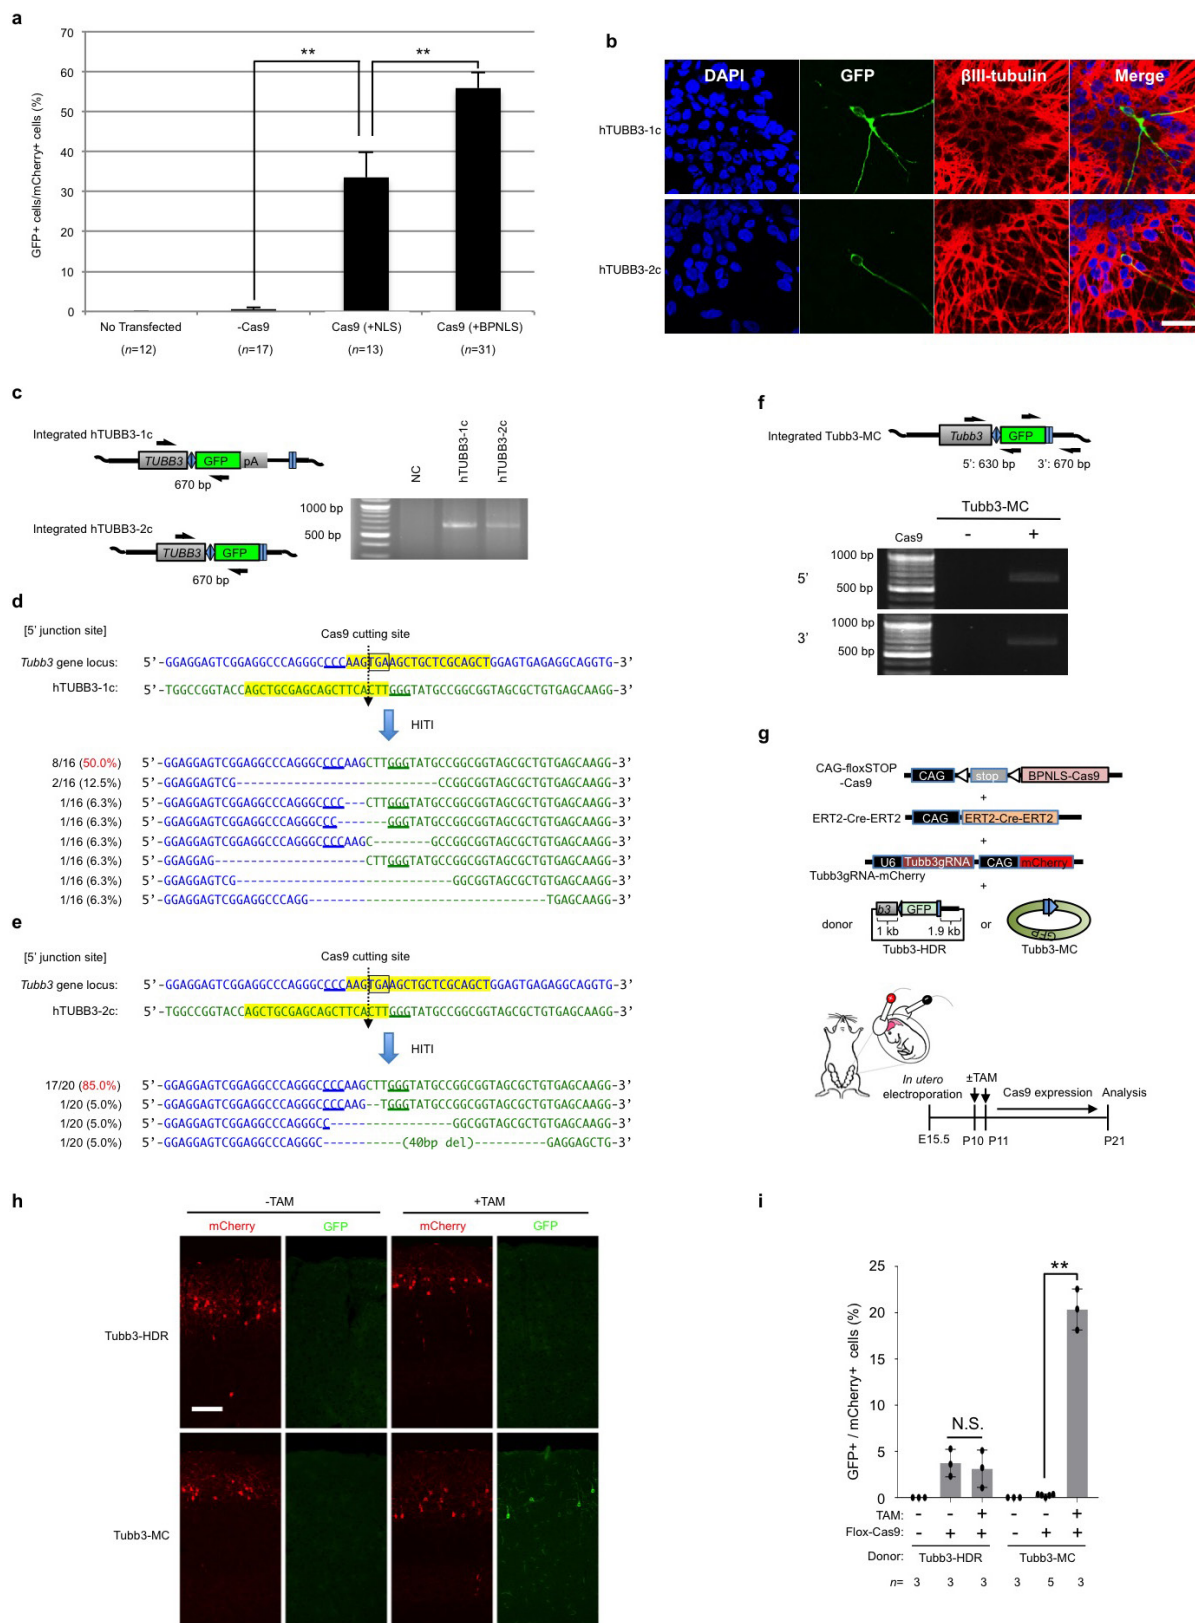 a
70
60
50
40
30
20
10
0
GFP+ cells/mCherry+ cells (%)
**
**
No Transfected
-Cas9
Cas9 (+NLS)
Cas9 (+BPNLS)
(n=12)
(n=17)
(n=13)
(n=31)
b
DAPI
GFP
βIII-tubulin
Merge
hTUBB3-1c
hTUBB3-2c
c
Integrated hTUBB3-1c
TUBB3
GFP
pA
670 bp
Integrated hTUBB3-2c
TUBB3
GFP
670 bp
NC
hTUBB3-1c
hTUBB3-2c
1000 bp
500 bp
d
[5' junction site]
Cas9 cutting site
Tubb3 gene locus: 5'-GGAGGAGTCGGAGGCCCAGGGCCCCAAGTGAAGCTGCTCGCAGCTGGAGTGAGAGGCAGGTG-3'
hTUBB3-1c: 5'-TGGCCGGTACCAGCTGCGAGCAGCTTCACTTGGGTATGCCGGCGGTAGCGCTGTGAGCAAGG-3'
HITI
8/16 (50.0%) 5'-GGAGGAGTCGGAGGCCCAGGGCCCCAAGCTTGGGTATGCCGGCGGTAGCGCTGTGAGCAAGG-3'
2/16 (12.5%) 5'-GGAGGAGTCG--------------------------CCGGCGGTAGCGCTGTGAGCAAGG-3'
1/16 (6.3%) 5'-GGAGGAGTCGGAGGCCCAGGGCCCC---CTTGGGTATGCCGGCGGTAGCGCTGTGAGCAAGG-3'
1/16 (6.3%) 5'-GGAGGAGTCGGAGGCCCAGGGCCC-------GGGTATGCCGGCGGTAGCGCTGTGAGCAAGG-3'
1/16 (6.3%) 5'-GGAGGAGTCGGAGGCCCAGGGCCCCAAGC--------CCGGCGGTAGCGCTGTGAGCAAGG-3'
1/16 (6.3%) 5'-GGAGGAG---------------------CTTGGGTATGCCGGCGGTAGCGCTGTGAGCAAGG-3'
1/16 (6.3%) 5'-GGAGGAGTCG-----------------------------GGCGGTAGCGCTGTGAGCAAGG-3'
1/16 (6.3%) 5'-GGAGGAGTCGGAGGCCCAGG-------------------------------TGAGCAAGG-3'
e
[5' junction site]
Cas9 cutting site
Tubb3 gene locus: 5'-GGAGGAGTCGGAGGCCCAGGGCCCCAAGTGAAGCTGCTCGCAGCTGGAGTGAGAGGCAGGTG-3'
hTUBB3-2c: 5'-TGGCCGGTACCAGCTGCGAGCAGCTTCACTTGGGTATGCCGGCGGTAGCGCTGTGAGCAAGG-3'
HITI
17/20 (85.0%) 5'-GGAGGAGTCGGAGGCCCAGGGCCCCAAGCTTGGGTATGCCGGCGGTAGCGCTGTGAGCAAGG-3'
1/20 (5.0%) 5'-GGAGGAGTCGGAGGCCCAGGGCCCCAAG--TGGGTATGCCGGCGGTAGCGCTGTGAGCAAGG-3'
1/20 (5.0%) 5'-GGAGGAGTCGGAGGCCCAGGGCC----------------GGCGGTAGCGCTGTGAGCAAGG-3'
1/20 (5.0%) 5'-GGAGGAGTCGGAGGCCCAGGGC-------------(40bp del)---------GAGGAGCTG-3'
f
Integrated Tubb3-MC
Tubb3
GFP
5': 630 bp
3': 670 bp
Tubb3-MC
Cas9
-
+
1000 bp
5'
500 bp
1000 bp
3'
500 bp
g
CAG-floxSTOP
-Cas9
CAG
stop
BPNLS-Cas9
+
ERT2-Cre-ERT2
CAG
ERT2-Cre-ERT2
+
U6
Tubb3gRNA
CAG
mCherry
Tubb3gRNA-mCherry
+
donor
b3
GFP
1 kb
1.9 kb
Tubb3-HDR
or
GFP
Tubb3-MC
In utero
electroporation
±TAM
Cas9 expression
Analysis
E15.5
P10
P11
P21
h
-TAM
+TAM
mCherry
GFP
mCherry
GFP
Tubb3-HDR
Tubb3-MC
i
25
20
15
10
5
0
GFP+ / mCherry+ cells (%)
N.S.
**
TAM: - - + - - +
Flox-Cas9: - + + - + +
Donor: Tubb3-HDR Tubb3-MC
n= 3 3 3 3 5 3